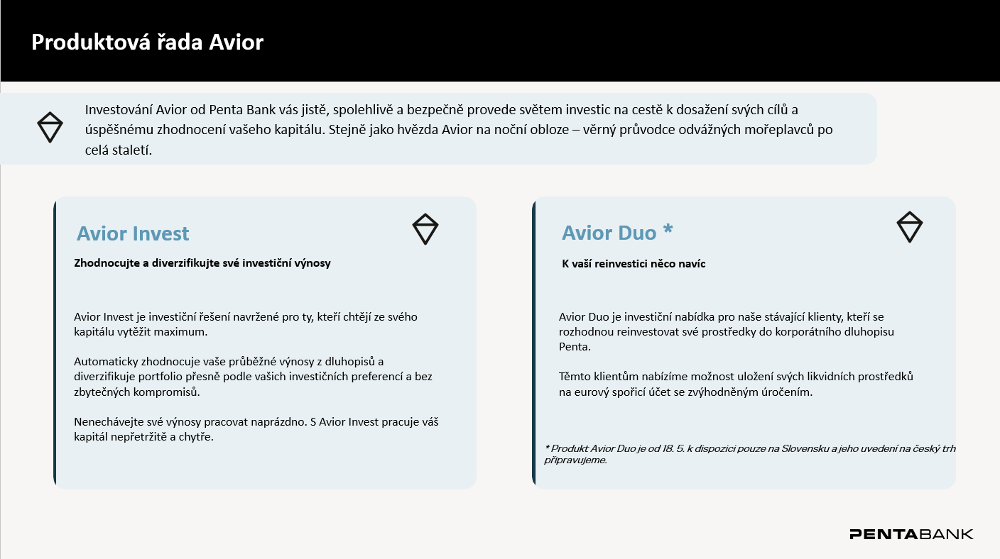 Produktová řada Avior
Investování Avior od Penta Bank vás jistě, spolehlivě a bezpečně provede světem investic na cestě k dosažení svých cílů a
úspěšnému zhodnocení vašeho kapitálu. Stejně jako hvězda Avior na noční obloze – věrný průvodce odvážných mořeplavců po
celá staletí.
Avior Invest
Zhodnocujte a diverzifikujte své investiční výnosy
Avior Invest je investiční řešení navržené pro ty, kteří chtějí ze svého
kapitálu vytěžit maximum.
Automaticky zhodnocuje vaše průběžné výnosy z dluhopisů a
diverzifikuje portfolio přesně podle vašich investičních preferencí a bez
zbytečných kompromisů.
Nenechávejte své výnosy pracovat naprázdno. S Avior Invest pracuje váš
kapitál nepřetržitě a chytře.
Avior Duo *
K vaší reinvestici něco navíc
Avior Duo je investiční nabídka pro naše stávající klienty, kteří se
rozhodnou reinvestovat své prostředky do korporátního dluhopisu
Penta.
Těmto klientům nabízíme možnost uložení svých likvidních prostředků
na eurový spořicí účet se zvýhodněným úročením.
* Produkt Avior Duo je od 18. 5. k dispozici pouze na Slovensku a jeho uvedení na český trh
připravujeme.
PENTABANK